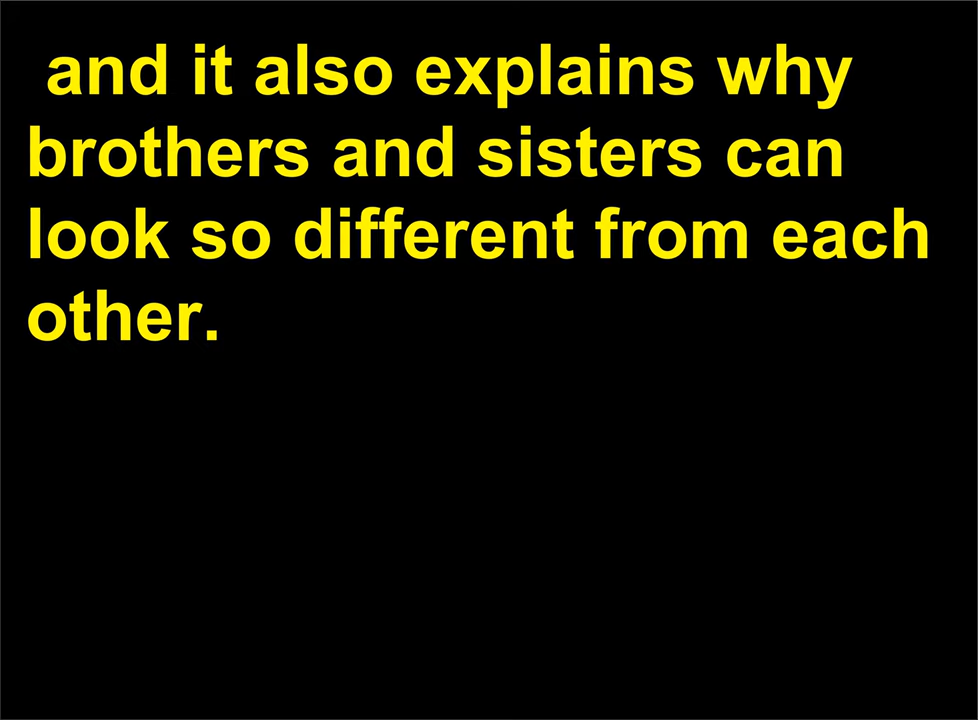 and it also explains why
brothers and sisters can
look so different from each
other.